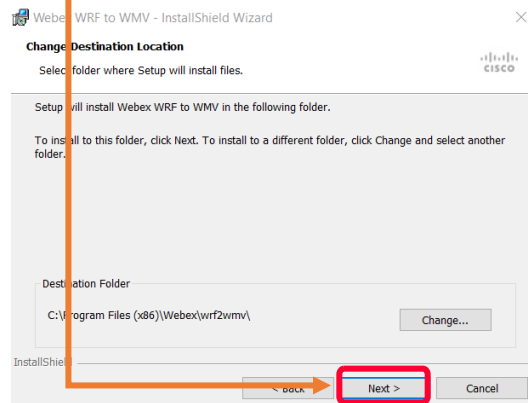 Webex WRF to WMV - InstallShield Wizard
Change Destination Location
Select folder where Setup will install files.
CISCO
Setup will install Webex WRF to WMV in the following folder.
To install to this folder, click Next. To install to a different folder, click Change and select another
folder.
Destination Folder
C:\Program Files (x86)\Webex\wrf2wmv\
Change...
InstallShield
< Back
Next >
Cancel